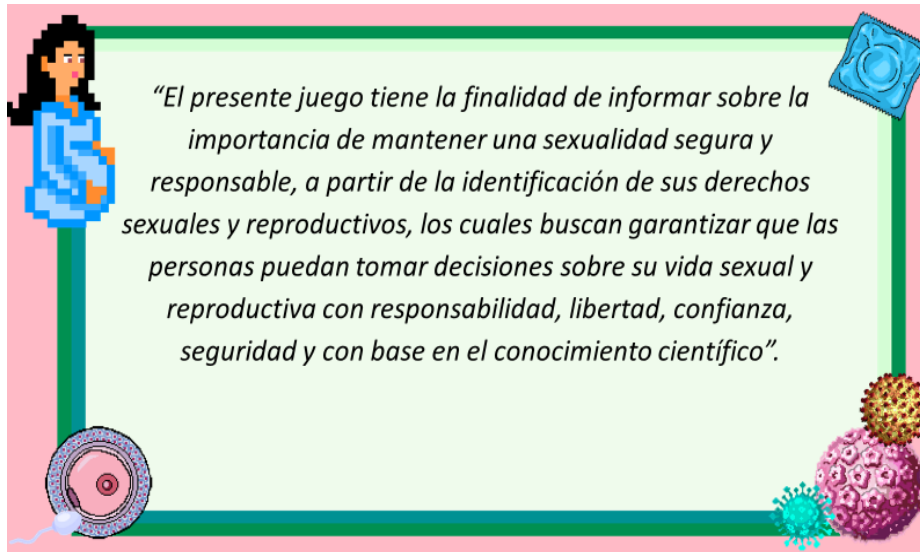 “El presente juego tiene la finalidad de informar sobre la
importancia de mantener una sexualidad segura y
responsable, a partir de la identificación de sus derechos
sexuales y reproductivos, los cuales buscan garantizar que las
personas puedan tomar decisiones sobre su vida sexual y
reproductiva con responsabilidad, libertad, confianza,
seguridad y con base en el conocimiento científico”.